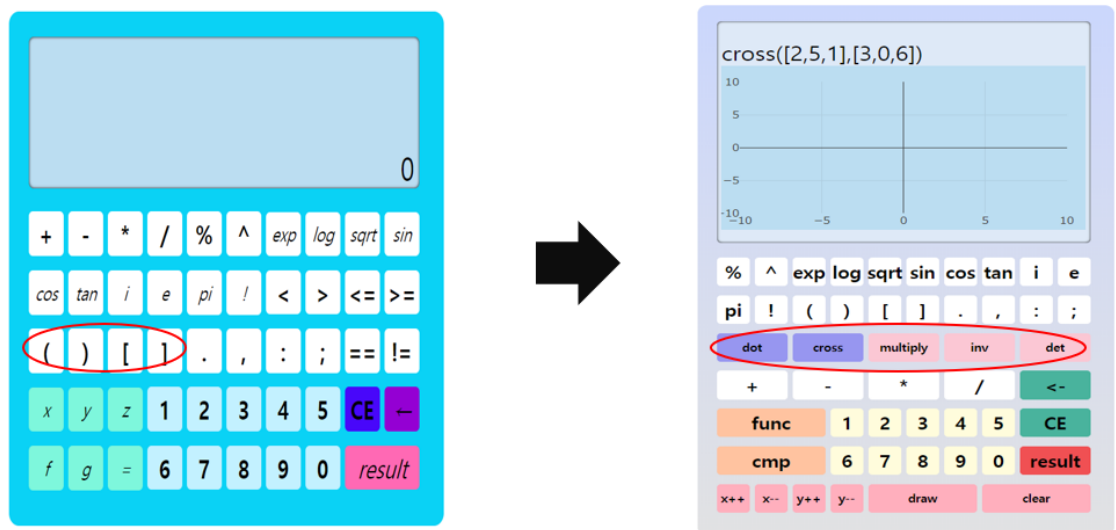 0
+ - * / % ^ exp log sqrt sin
cos tan i e pi ! < > <= >=
( ) [ ] . , : ; == !=
x y z 1 2 3 4 5 CE ←
f g = 6 7 8 9 0 result
cross([2,5,1],[3,0,6])
10
5
0
−5
-10
−10 −5 0 5 10
% ^ exp log sqrt sin cos tan i e
pi ! ( ) [ ] . , : ;
dot cross multiply inv det
+ - * / <-
func 1 2 3 4 5 CE
cmp 6 7 8 9 0 result
x++ x-- y++ y-- draw clear